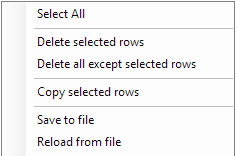 Select All
Delete selected rows
Delete all except selected rows
Copy selected rows
Save to file
Reload from file